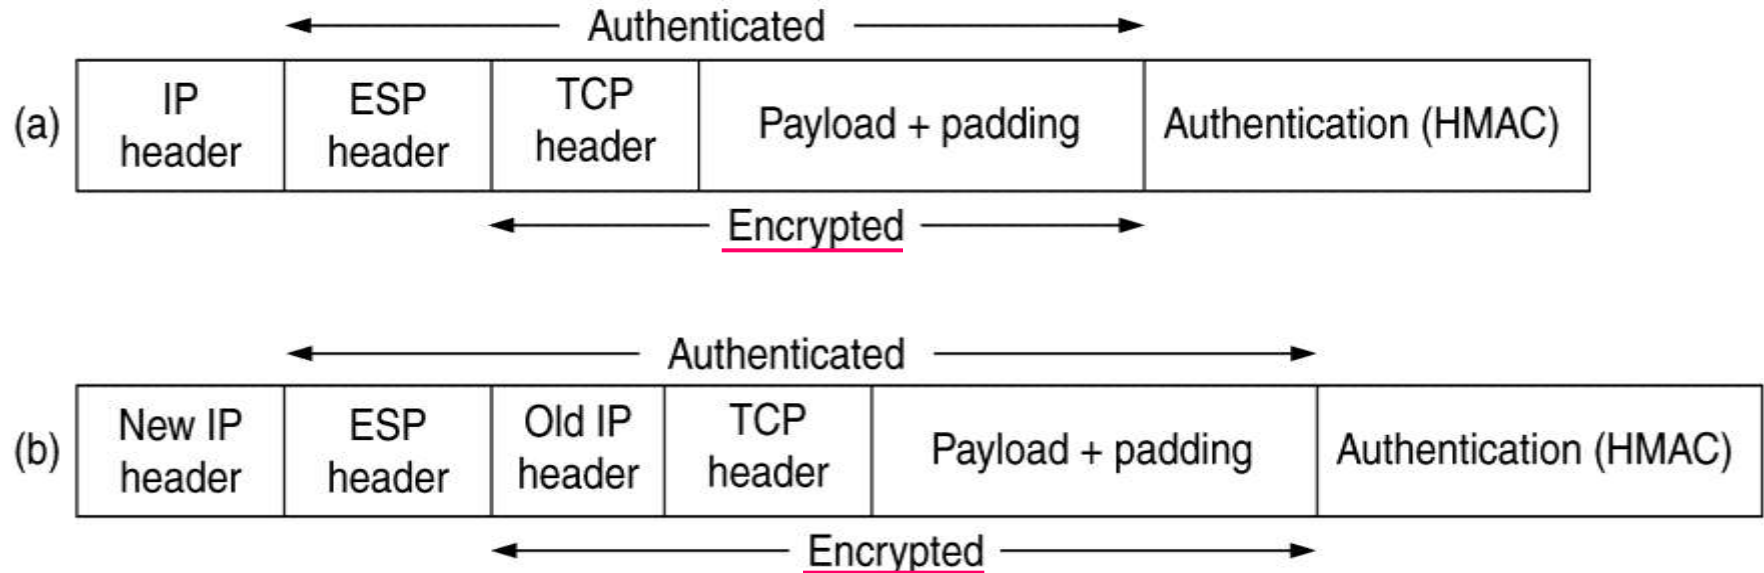 Authenticated
(a)
IP
header
ESP
header
TCP
header
Payload + padding
Authentication (HMAC)
Encrypted
Authenticated
(b)
New IP
header
ESP
header
Old IP
header
TCP
header
Payload + padding
Authentication (HMAC)
Encrypted